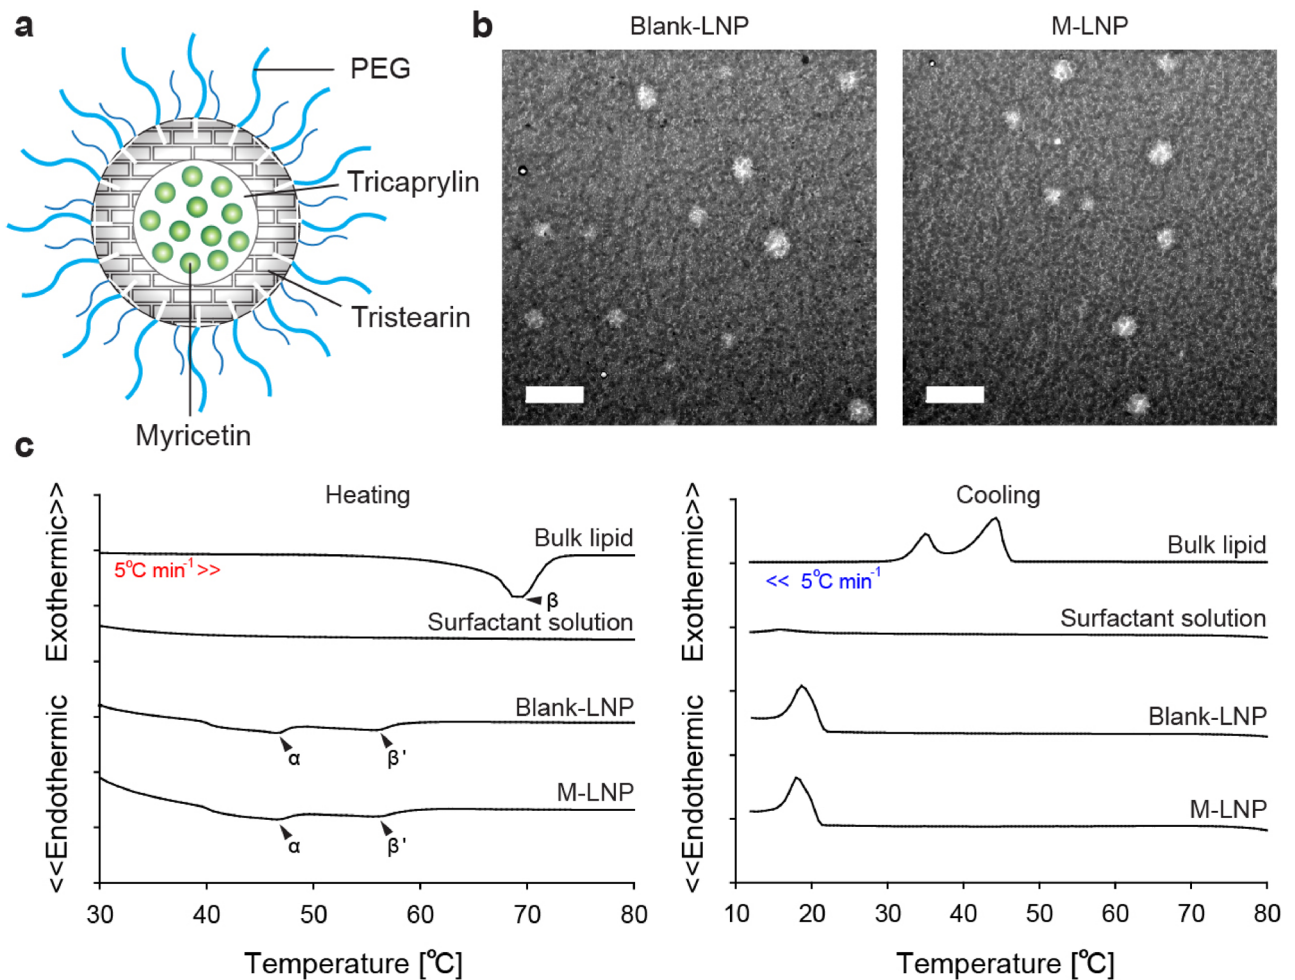 a
PEG
Tricaprylin
Tristearin
Myricetin
b
Blank-LNP
M-LNP
c
Heating
Exothermic>>
<<Endothermic
Bulk lipid
5°C min⁻¹ >>
β
Surfactant solution
Blank-LNP
α
β'
M-LNP
α
β'
30 40 50 60 70 80
Temperature [°C]
Cooling
Exothermic>>
<<Endothermic
Bulk lipid
<< 5°C min⁻¹
Surfactant solution
Blank-LNP
M-LNP
10 20 30 40 50 60 70 80
Temperature [°C]